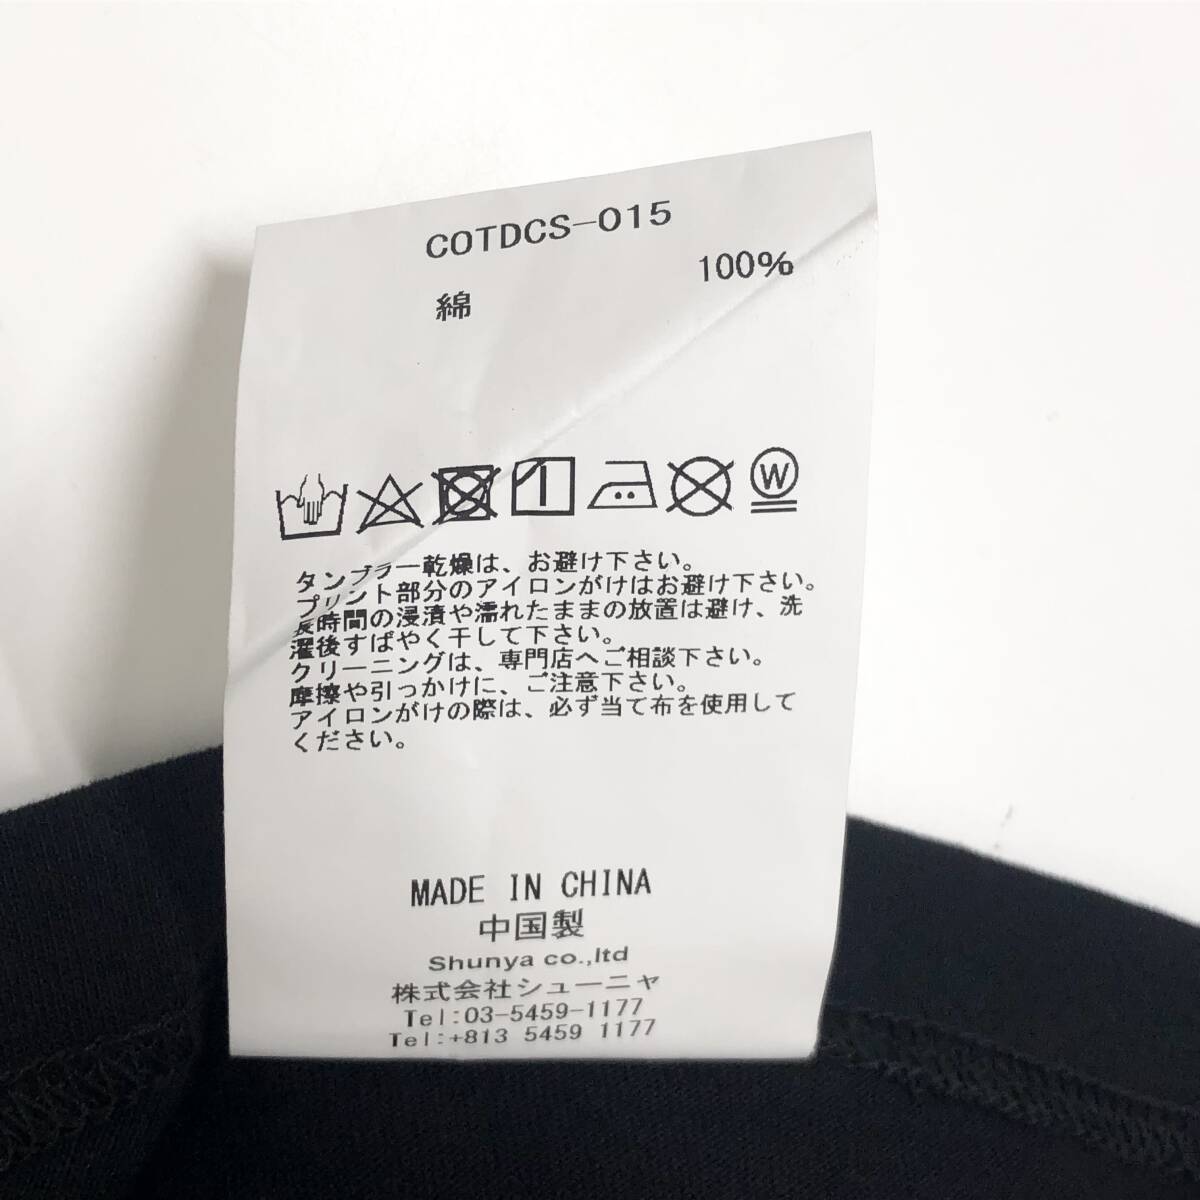 COTDCS-015
綿 100%
W
タンブラー乾燥は、お避け下さい。
プリント部分のアイロンがけはお避け下さい。
長時間の浸漬や濡れたままの放置は避け、洗
濯後すばやく干して下さい。
クリーニングは、専門店へご相談下さい。
摩擦や引っかけに、ご注意下さい。
アイロンがけの際は、必ず当て布を使用して
ください。
MADE IN CHINA
中国製
Shunya co.,ltd
株式会社シューニャ
Tel:03-5459-1177
Tel:+813 5459 1177